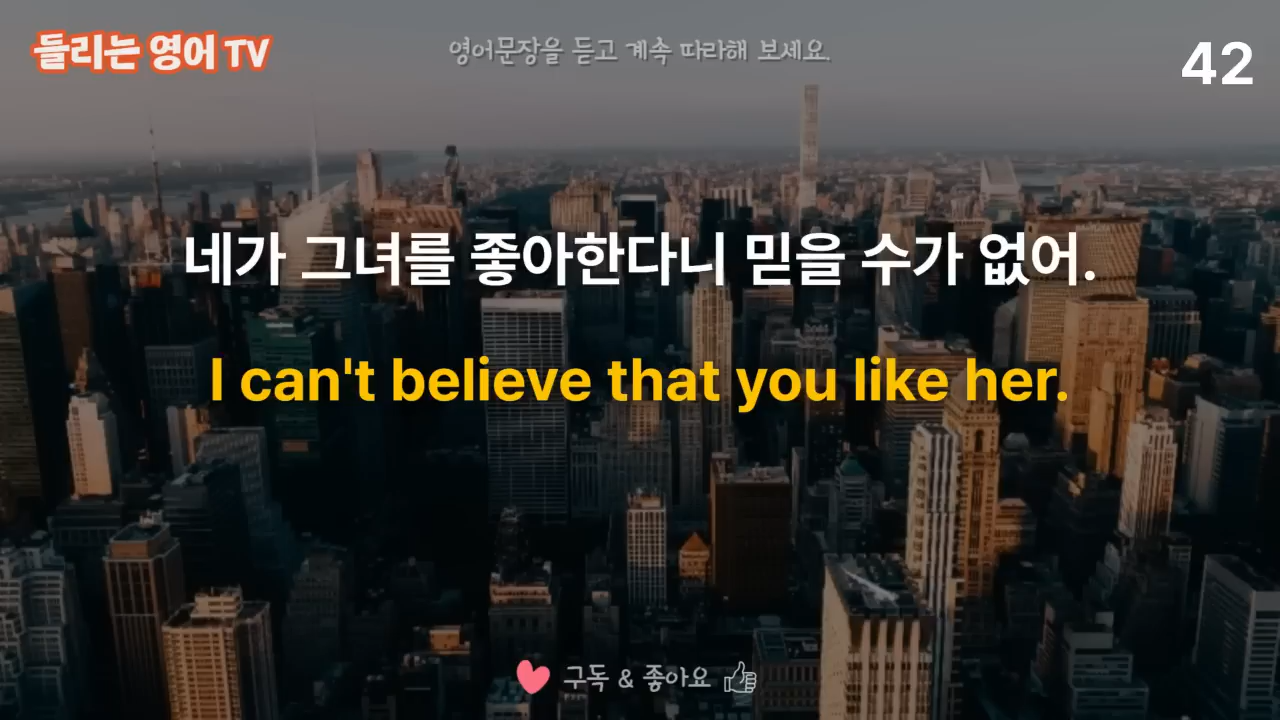 들리는 영어 TV
영어문장을 듣고 계속 따라해 보세요.
42
네가 그녀를 좋아한다니 믿을 수가 없어.
I can't believe that you like her.
구독 & 좋아요